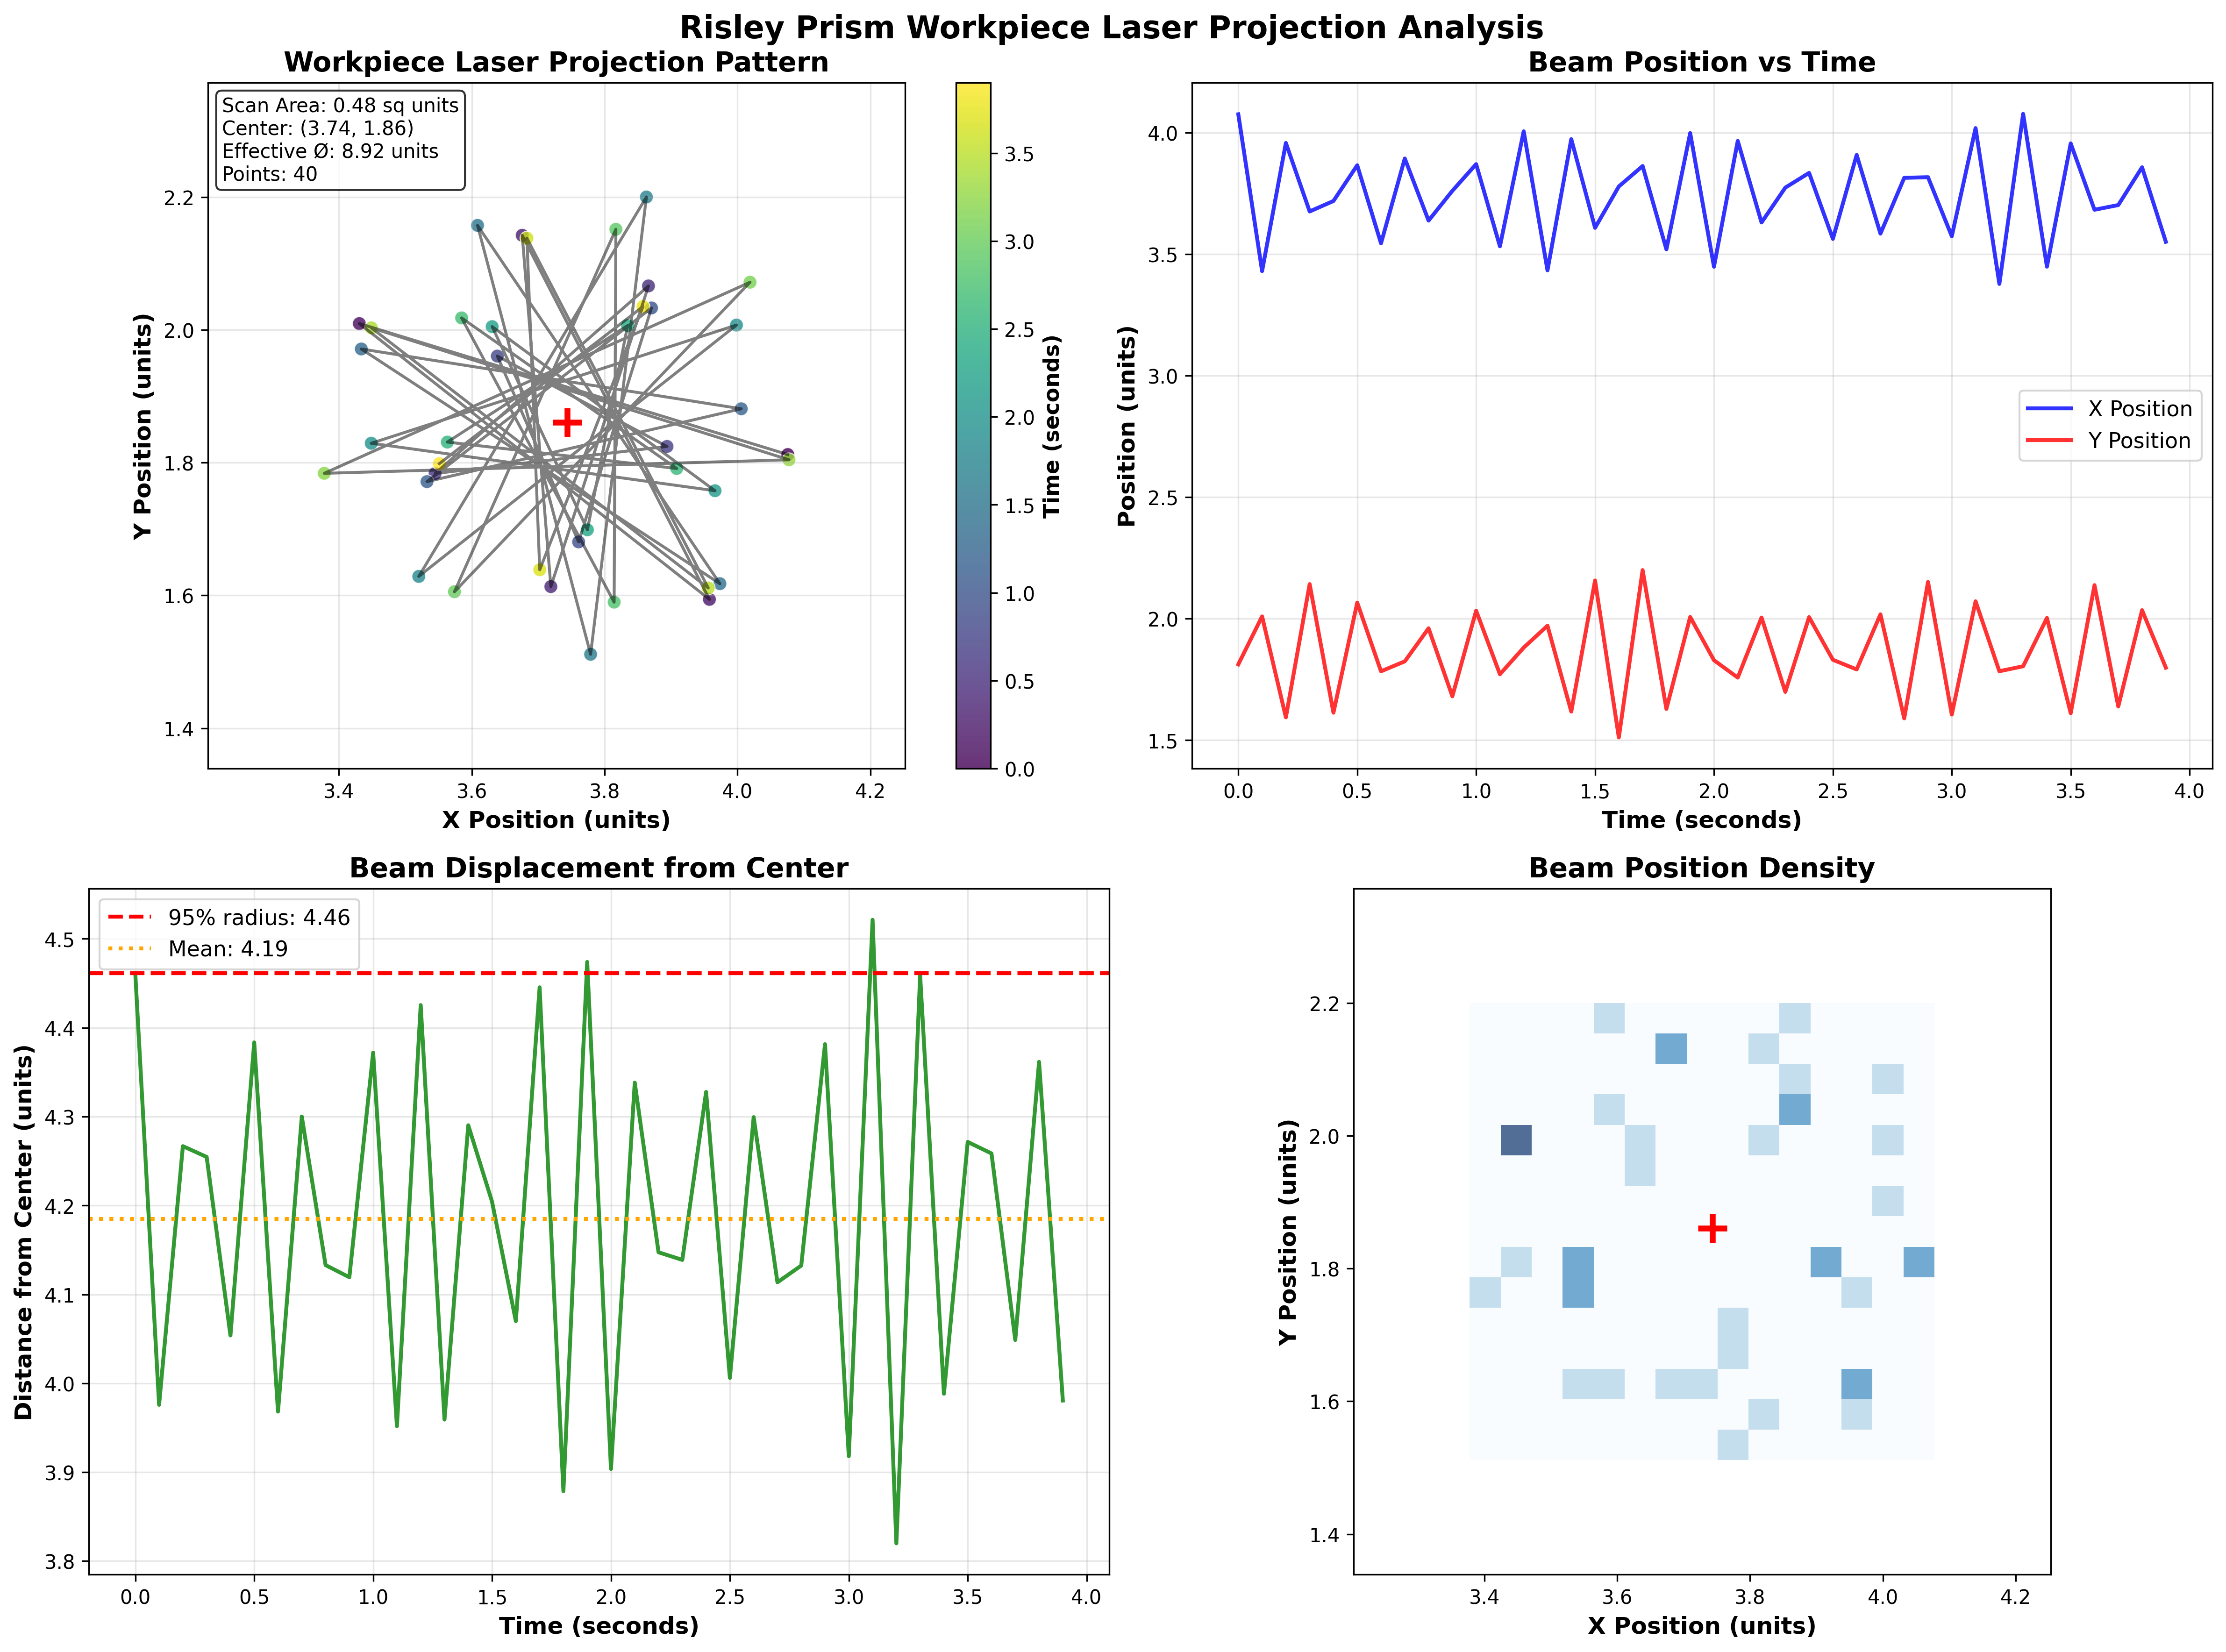 Risley Prism Workpiece Laser Projection Analysis
Workpiece Laser Projection Pattern
Scan Area: 0.48 sq units
Center: (3.74, 1.86)
Effective Ø: 8.92 units
Points: 40
Y Position (units)
2.2
2.0
1.8
1.6
1.4
3.4 3.6 3.8 4.0 4.2
X Position (units)
3.5
3.0
2.5
2.0
1.5
1.0
0.5
0.0
Time (seconds)
Beam Position vs Time
Position (units)
4.0
3.5
3.0
2.5
2.0
1.5
X Position
Y Position
0.0 0.5 1.0 1.5 2.0 2.5 3.0 3.5 4.0
Time (seconds)
Beam Displacement from Center
95% radius: 4.46
Mean: 4.19
Distance from Center (units)
4.5
4.4
4.3
4.2
4.1
4.0
3.9
3.8
0.0 0.5 1.0 1.5 2.0 2.5 3.0 3.5 4.0
Time (seconds)
Beam Position Density
Y Position (units)
2.2
2.0
1.8
1.6
1.4
3.4 3.6 3.8 4.0 4.2
X Position (units)